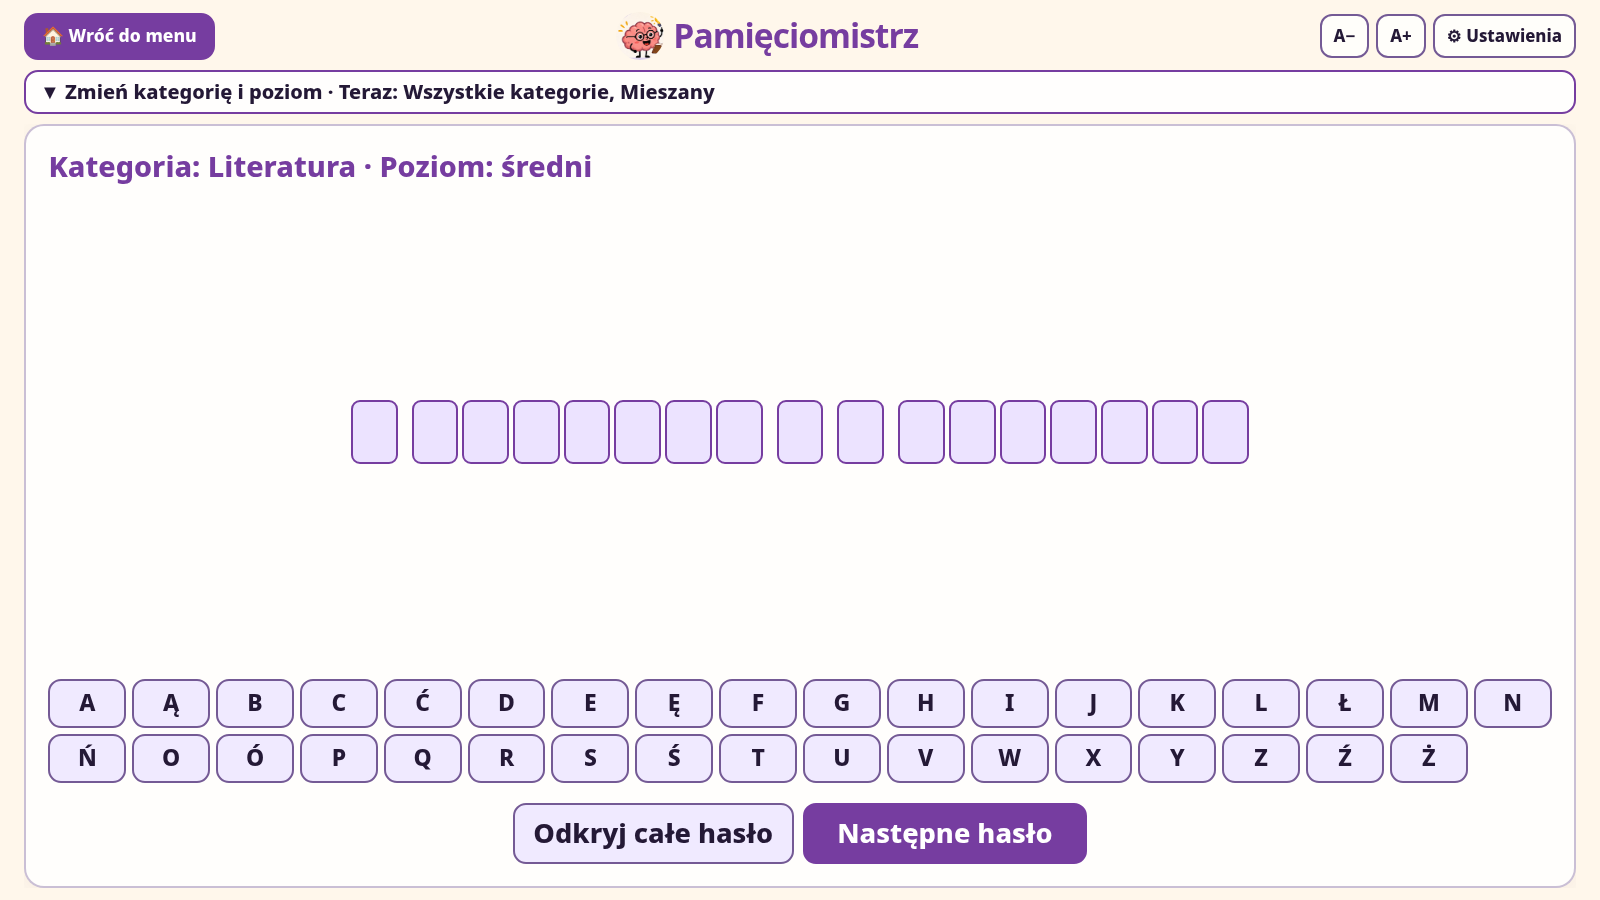 🏠 Wróć do menu
Pamięciomistrz
A− A+ ⚙ Ustawienia
▼ Zmień kategorię i poziom · Teraz: Wszystkie kategorie, Mieszany
Kategoria: Literatura · Poziom: średni
A Ą B C Ć D E Ę F G H I J K L Ł M N
Ń O Ó P Q R S Ś T U V W X Y Z Ź Ż
Odkryj całe hasło Następne hasło